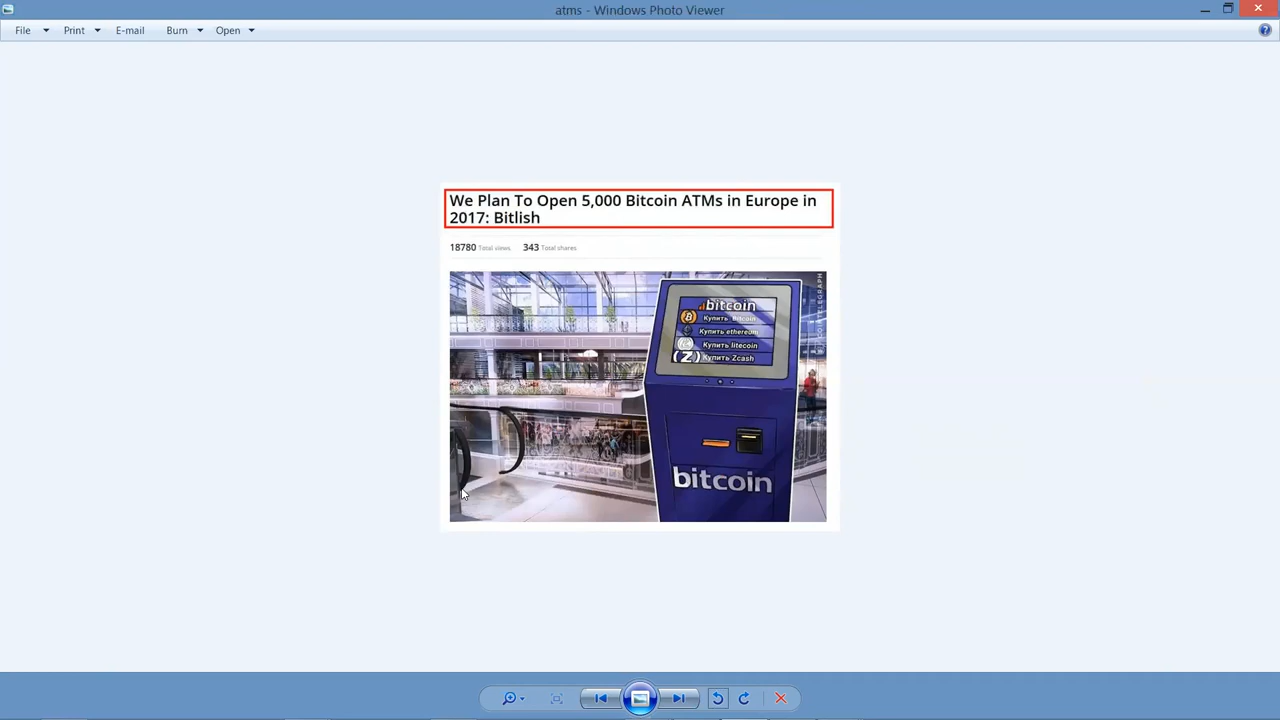 atms - Windows Photo Viewer
File Print E-mail Burn Open
We Plan To Open 5,000 Bitcoin ATMs in Europe in
2017: Bitlish
18780 Total views 343 Total shares
bitcoin
Купить Bitcoin
Купить ethereum
Купить litecoin
Купить Zcash
bitcoin
COINTELEGRAPH